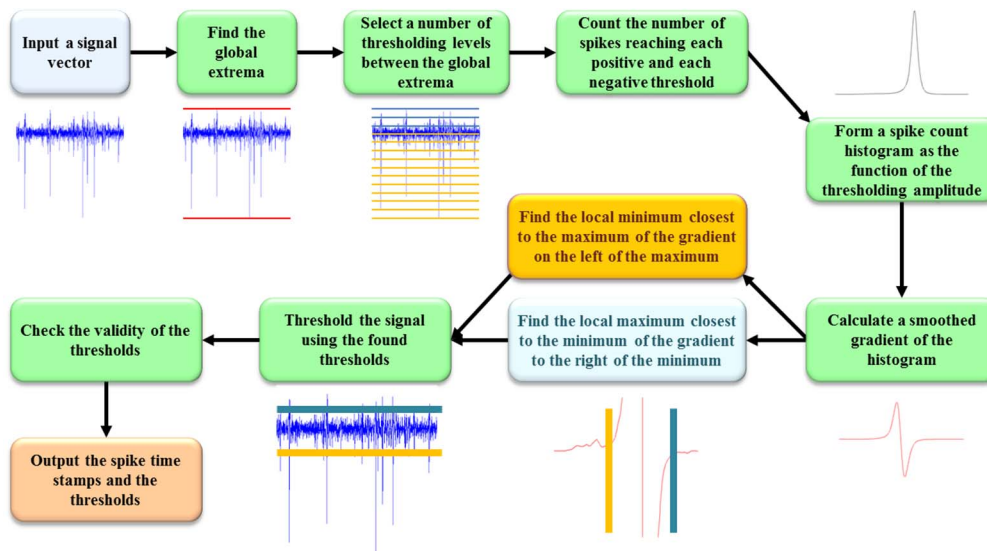 Input a signal
vector
Find the
global
extrema
Select a number of
thresholding levels
between the global
extrema
Count the number of
spikes reaching each
positive and each
negative threshold
Form a spike count
histogram as the
function of the
thresholding amplitude
Calculate a smoothed
gradient of the
histogram
Find the local minimum closest
to the maximum of the gradient
on the left of the maximum
Find the local maximum closest
to the minimum of the gradient
to the right of the minimum
Threshold the signal
using the found
thresholds
Check the validity of the
thresholds
Output the spike time
stamps and the
thresholds